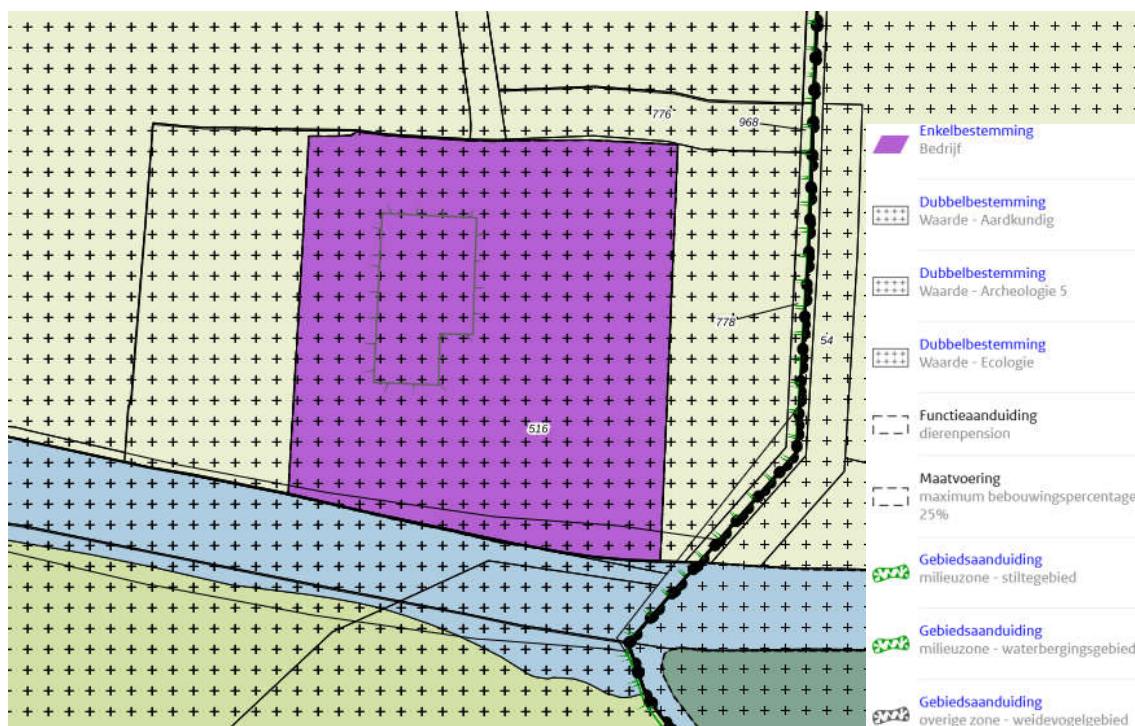 776
968
778
54
516
Enkelbestemming
Bedrijf
Dubbelbestemming
Waarde - Aardkundig
Dubbelbestemming
Waarde - Archeologie 5
Dubbelbestemming
Waarde - Ecologie
Functieaanduiding
dierenpension
Maatvoering
maximum bebouwingspercentage
25%
Gebiedsaanduiding
milieuzone - stiltegebied
Gebiedsaanduiding
milieuzone - waterbergingsgebied
Gebiedsaanduiding
overige zone - weidevogelgebied